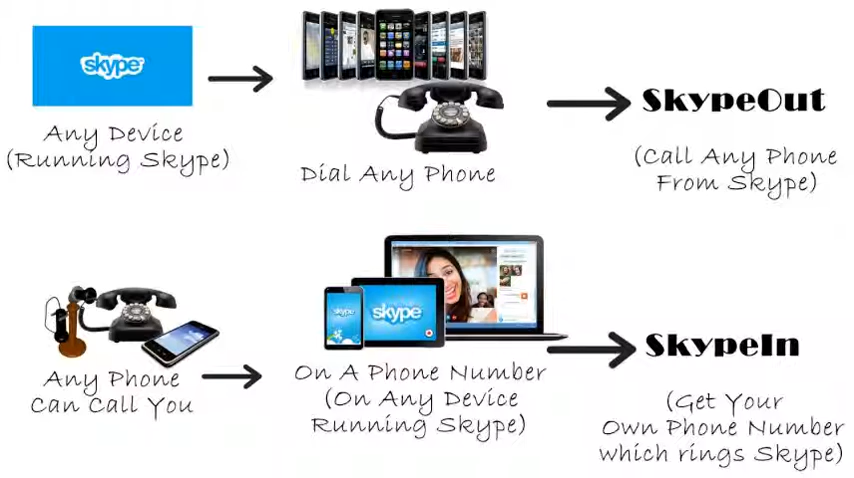 skype
Any Device
(Running Skype)
Dial Any Phone
SkypeOut
(Call Any Phone
From Skype)
Any Phone
Can Call You
skype
skype
On A Phone Number
(On Any Device
Running Skype)
SkypeIn
(Get Your
Own Phone Number
which rings Skype)